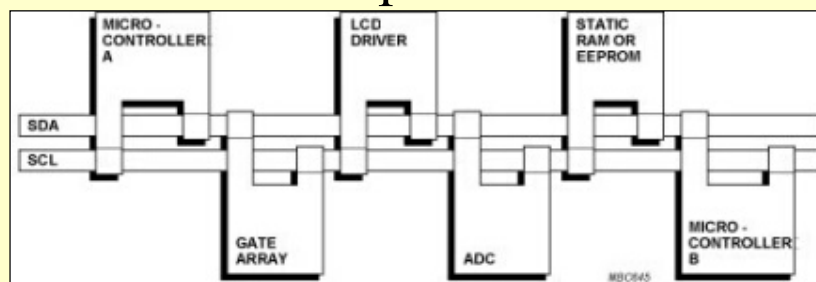 MICRO -
CONTROLLER
A
LCD
DRIVER
STATIC
RAM OR
EEPROM
SDA
SCL
GATE
ARRAY
ADC
MICRO -
CONTROLLER
B
MBC645